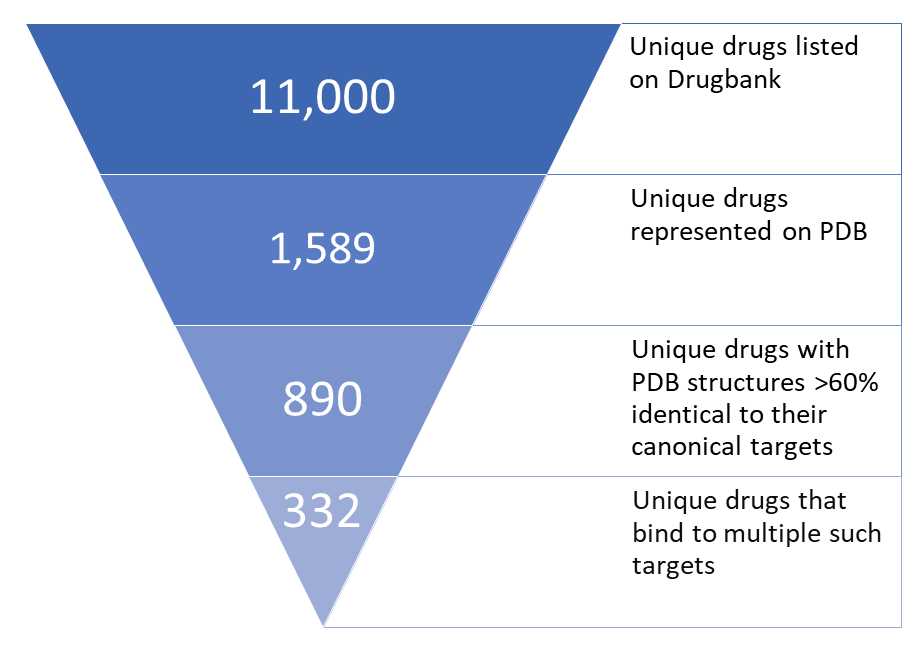 11,000
Unique drugs listed
on Drugbank
1,589
Unique drugs
represented on PDB
890
Unique drugs with
PDB structures >60%
identical to their
canonical targets
332
Unique drugs that
bind to multiple such
targets